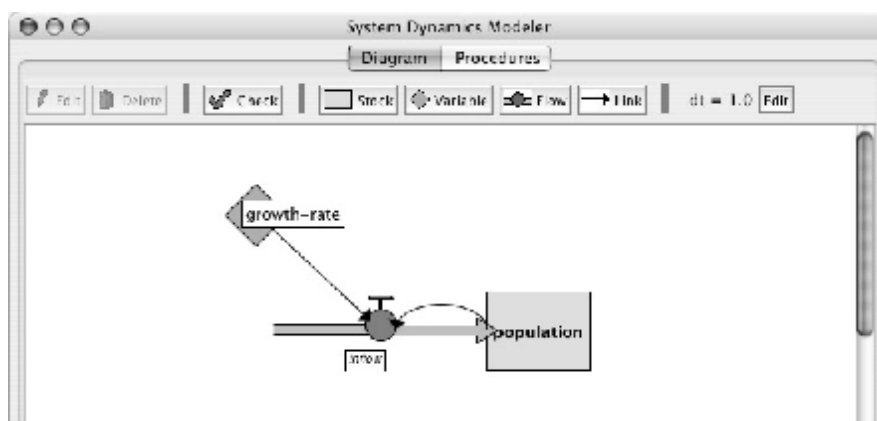 System Dynamics Modeler
Diagram Procedures
Edit Delete Check Stock Variable Flow Link dt = 1.0 Edit
growth-rate
inflow
population